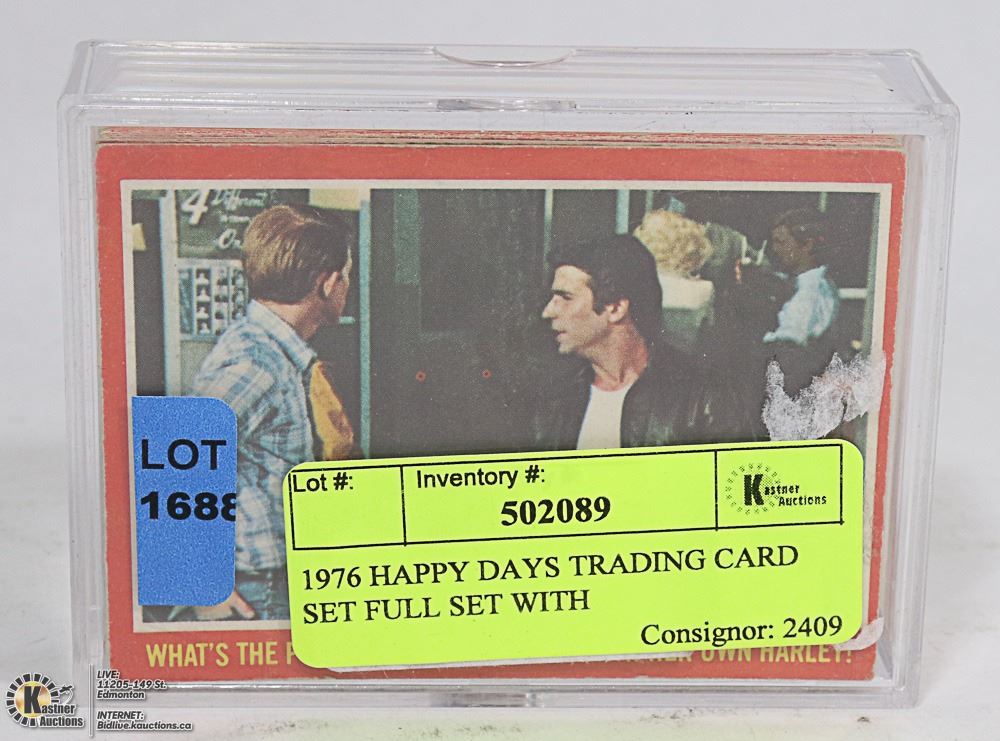 4 Different
LOT
1688
Lot #:
Inventory #:
502089
Kastner
Auctions
1976 HAPPY DAYS TRADING CARD
SET FULL SET WITH
Consignor: 2409
WHAT'S THE
OWN HARLEY!
Kastner
Auctions
LIVE:
11205-149 St.
Edmonton
INTERNET:
Bidlive.kauctions.ca